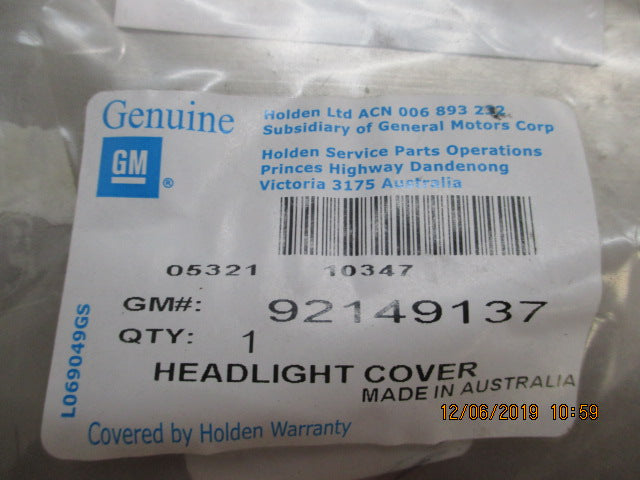 Genuine
GM
®
Holden Ltd ACN 006 893 232
Subsidiary of General Motors Corp
Holden Service Parts Operations
Princes Highway Dandenong
Victoria 3175 Australia
05321 10347
GM#: 92149137
QTY: 1
HEADLIGHT COVER
MADE IN AUSTRALIA
L069049GS
Covered by Holden Warranty
12/06/2019 10:59